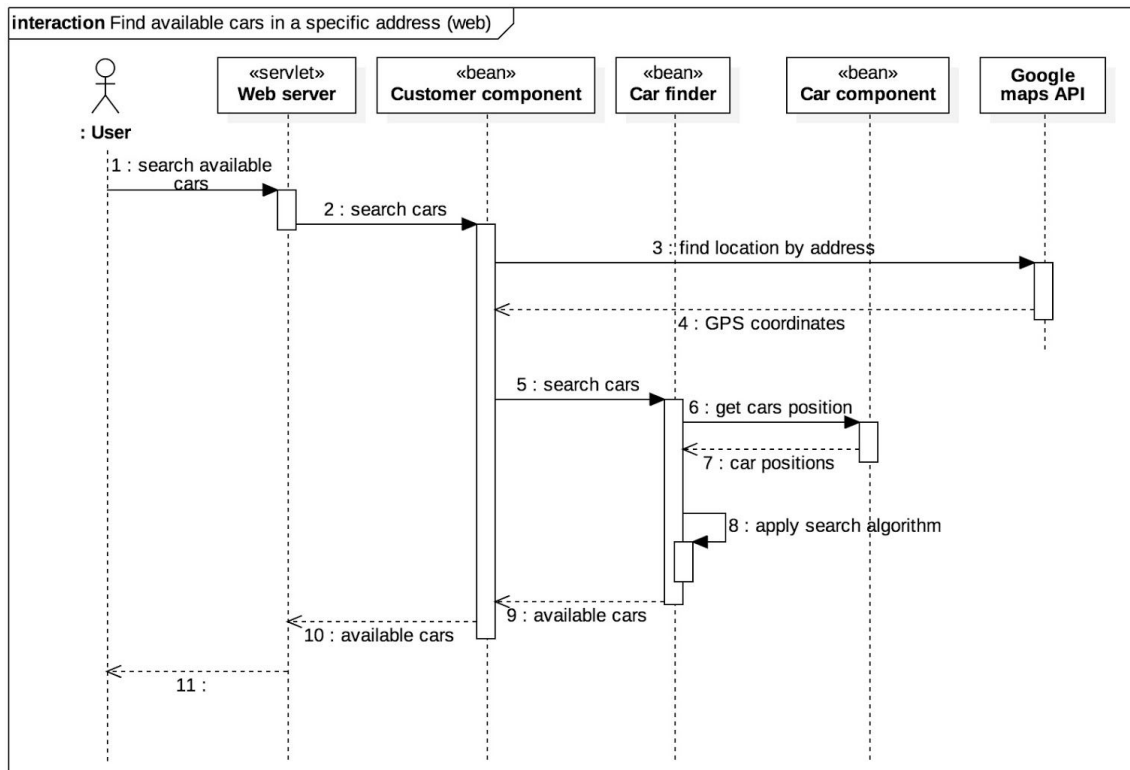 interaction Find available cars in a specific address (web)
: User
«servlet»
Web server
«bean»
Customer component
«bean»
Car finder
«bean»
Car component
Google
maps API
1 : search available
cars
2 : search cars
3 : find location by address
4 : GPS coordinates
5 : search cars
6 : get cars position
7 : car positions
8 : apply search algorithm
9 : available cars
10 : available cars
11 :